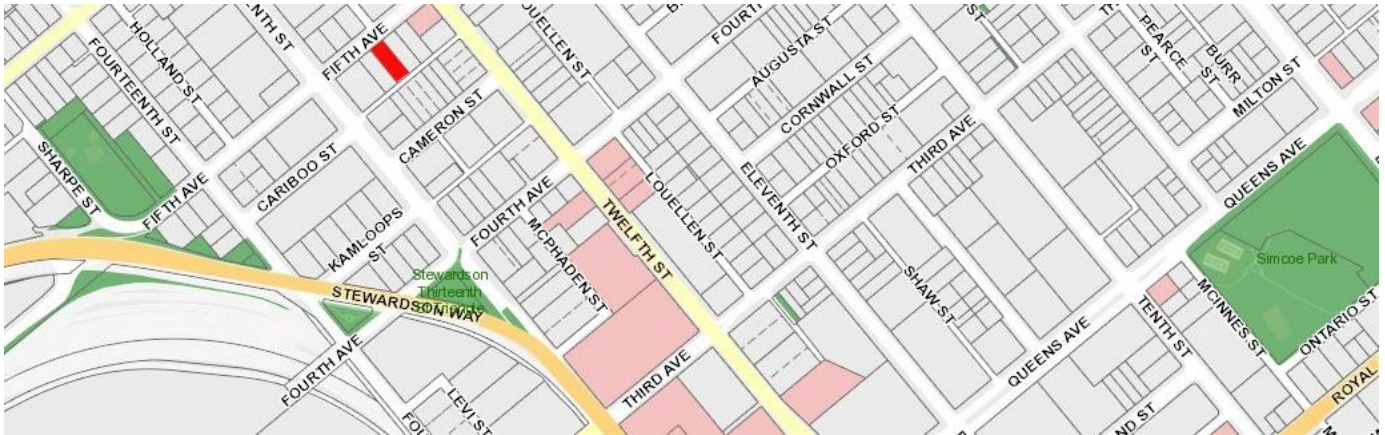 HOLLAND ST
FOURTEENTH ST
FIFTH AVE
LOUELLEN ST
AUGUSTA ST
PEARCE
ST
BURR
ST
MILTON ST
CORNWALL ST
OXFORD ST
THIRD AVE
CAMERON ST
CARIBOO ST
SHARPE ST
FIFTH AVE
KAMLOOPS
ST
FOURTH AVE
MCPHADEN ST
TWELFTH ST
LOUELLEN ST
ELEVENTH ST
QUEENS AVE
Simcoe Park
Stewardson
Thirteenth
STEWARDSON WAY
SHAW ST
TENTH ST
MCINNES ST
ONTARIO ST
QUEENS AVE
FOURTH AVE
THIRD AVE
LEVI ST
ROYAL